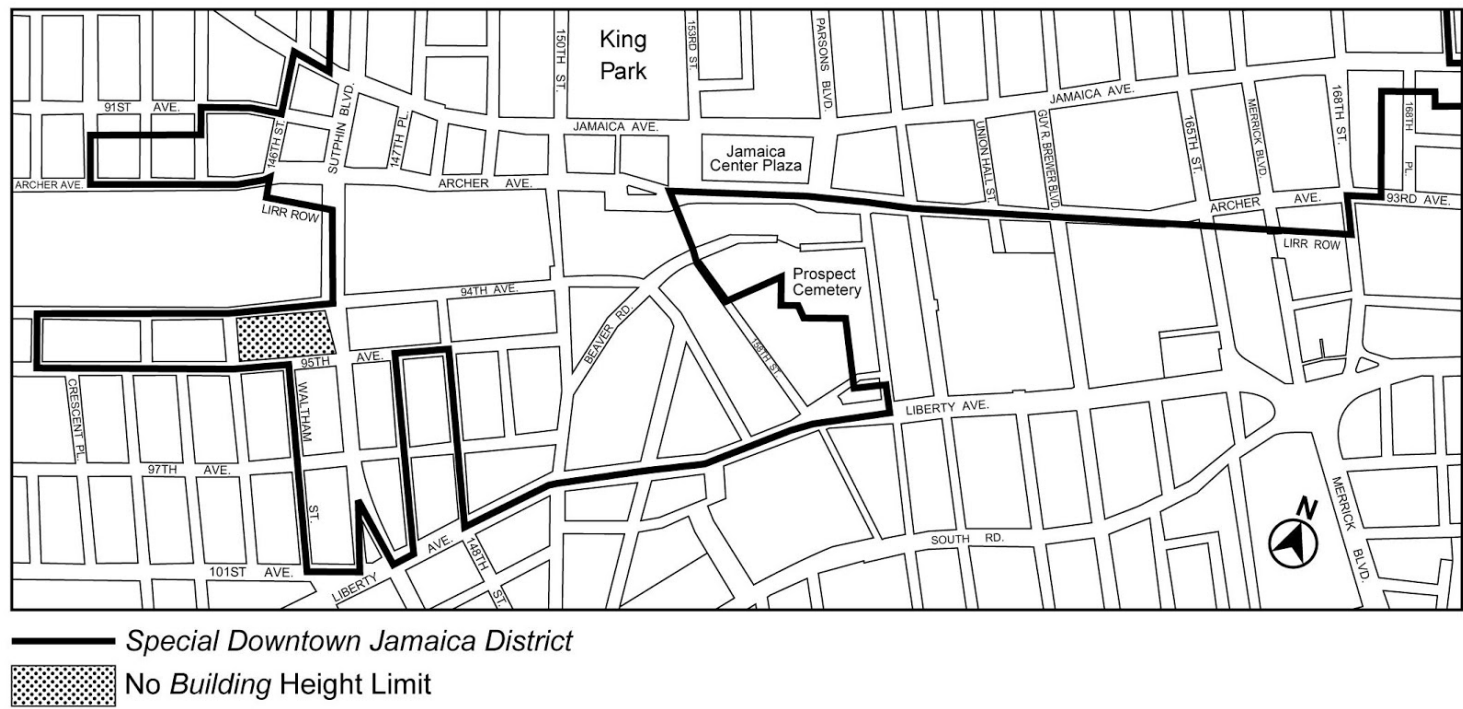 King
Park
150TH ST.
153RD ST.
PARSONS BLVD.
91ST AVE.
146TH ST.
SUTPHIN BLVD.
147TH PL.
JAMAICA AVE.
JAMAICA AVE.
Jamaica
Center Plaza
UNION HALL ST.
GUY R. BREWER BLVD.
165TH ST.
MERRICK BLVD.
168TH ST.
168TH PL.
ARCHER AVE.
ARCHER AVE.
ARCHER AVE.
93RD AVE.
LIRR ROW
LIRR ROW
Prospect
Cemetery
94TH AVE.
BEAVER RD.
159TH ST
95TH AVE.
CRESCENT PL.
WALTHAM ST.
LIBERTY AVE.
97TH AVE.
MERRICK BLVD.
N
SOUTH RD.
101ST AVE.
LIBERTY AVE.
148TH ST.
Special Downtown Jamaica District
No Building Height Limit